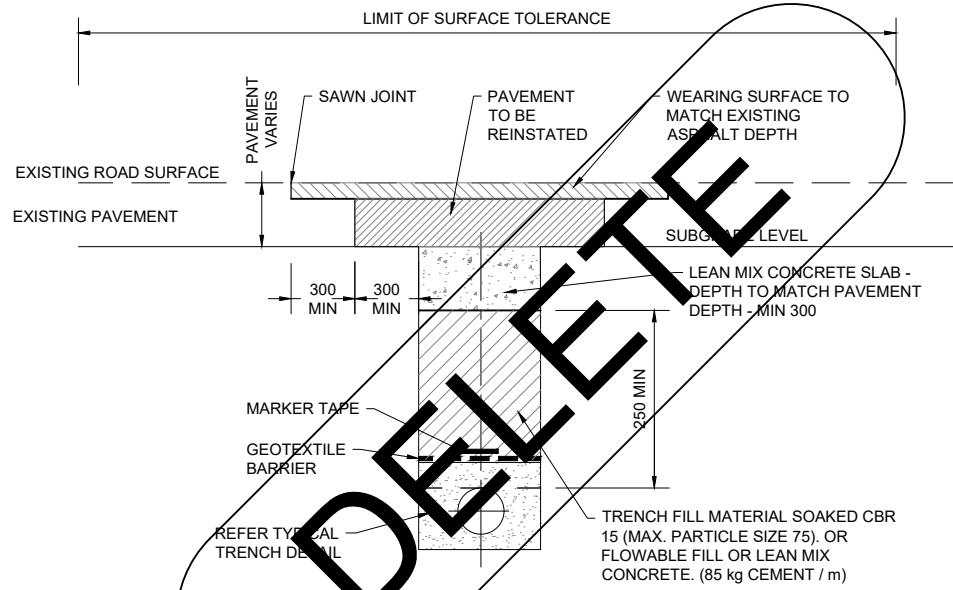 LIMIT OF SURFACE TOLERANCE
PAVEMENT
VARIES
SAWN JOINT
PAVEMENT
TO BE
REINSTATED
WEARING SURFACE TO
MATCH EXISTING
ASPHALT DEPTH
EXISTING ROAD SURFACE
EXISTING PAVEMENT
SUBGRADE LEVEL
300
MIN
300
MIN
LEAN MIX CONCRETE SLAB -
DEPTH TO MATCH PAVEMENT
DEPTH - MIN 300
250 MIN
MARKER TAPE
GEOTEXTILE
BARRIER
REFER TYPICAL
TRENCH DETAIL
TRENCH FILL MATERIAL SOAKED CBR
15 (MAX. PARTICLE SIZE 75). OR
FLOWABLE FILL OR LEAN MIX
CONCRETE. (85 kg CEMENT / m)
DELETE